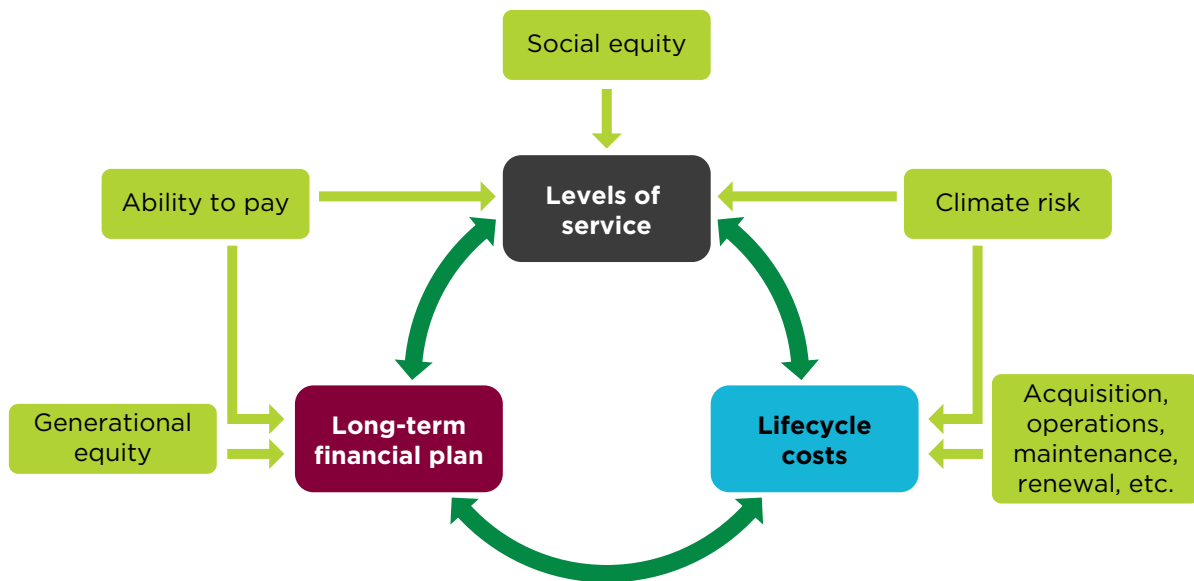 Social equity
Ability to pay
Levels of
service
Climate risk
Generational
equity
Long-term
financial plan
Lifecycle
costs
Acquisition,
operations,
maintenance,
renewal, etc.